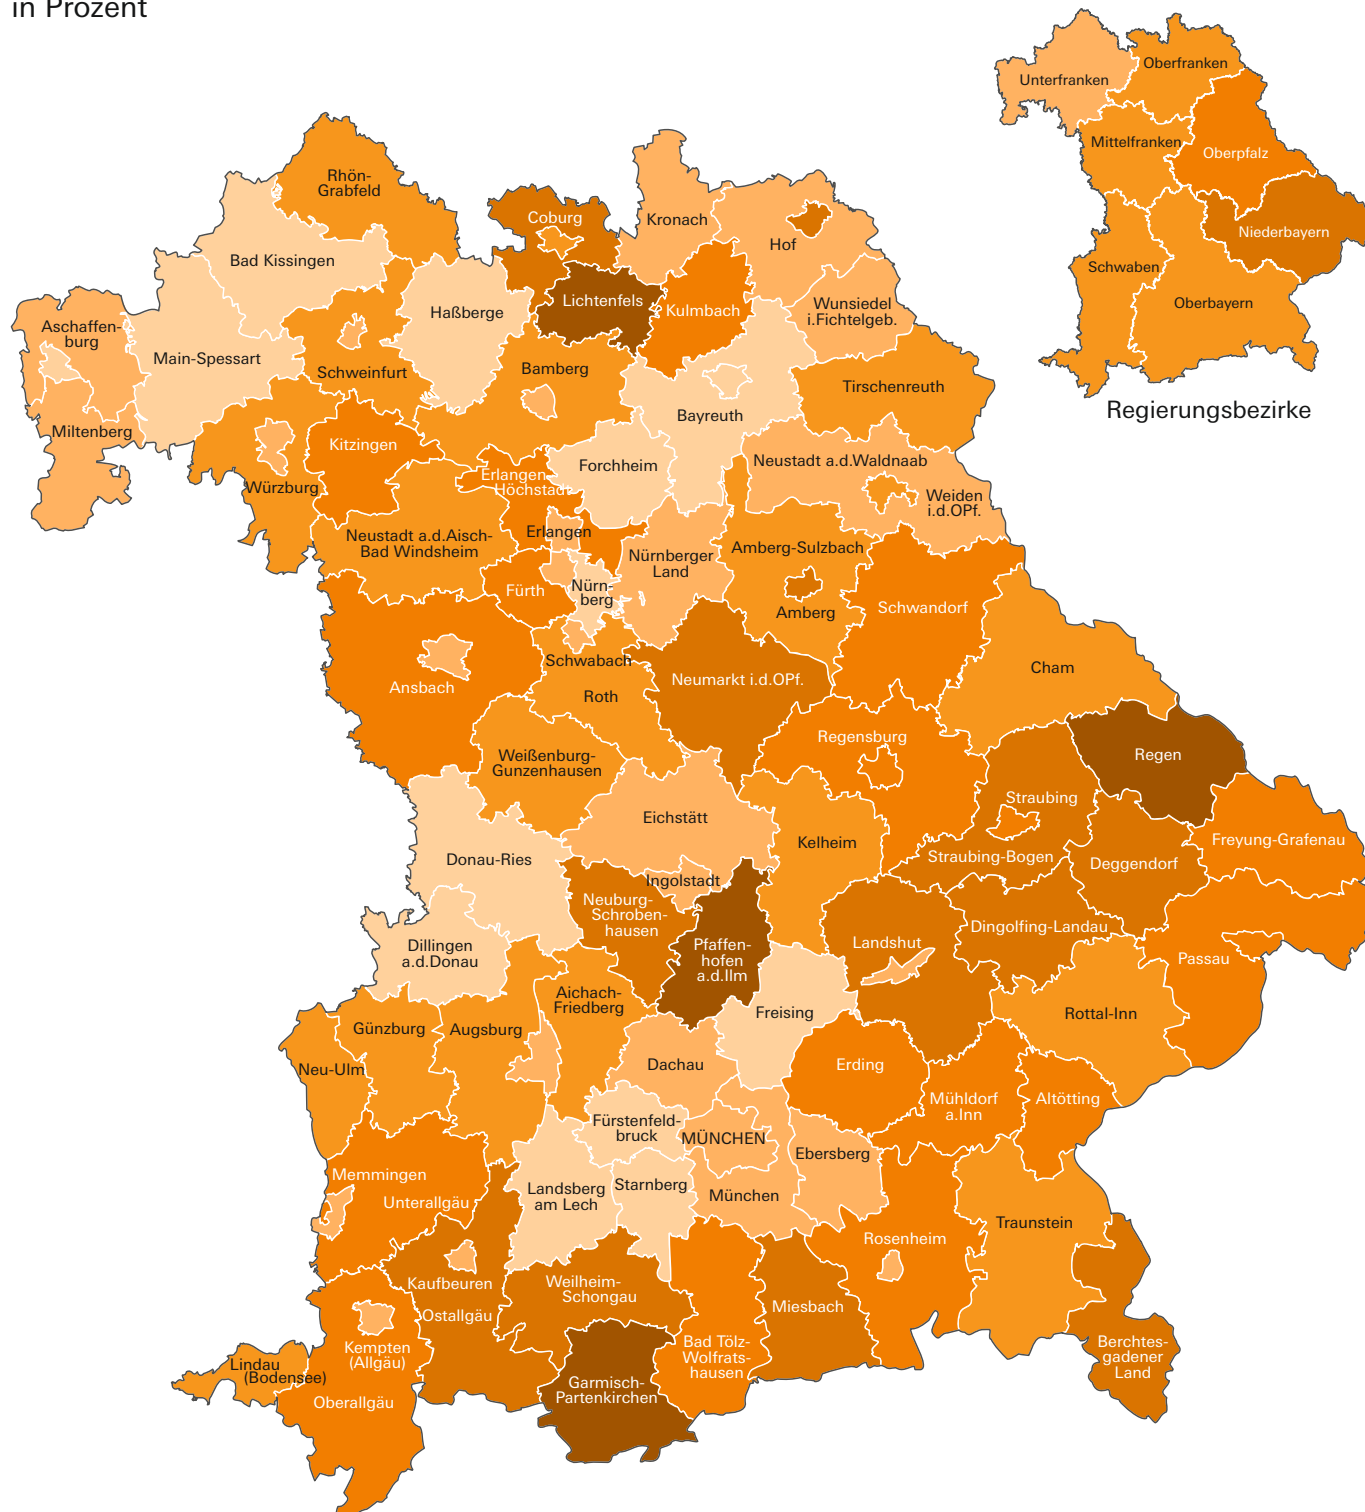 in Prozent
Unterfranken
Oberfranken
Mittelfranken
Oberpfalz
Niederbayern
Schwaben
Oberbayern
Regierungsbezirke
Rhön-
Grabfeld
Coburg
Kronach
Hof
Bad Kissingen
Haßberge
Lichtenfels
Kulmbach
Wunsiedel
i.Fichtelgeb.
Aschaffen-
burg
Main-Spessart
Schweinfurt
Bamberg
Bayreuth
Tirschenreuth
Miltenberg
Kitzingen
Würzburg
Forchheim
Erlangen-
Höchstadt
Neustadt a.d.Waldnaab
Weiden
i.d.OPf.
Neustadt a.d.Aisch-
Bad Windsheim
Erlangen
Nürnberger
Land
Amberg-Sulzbach
Amberg
Fürth
Nürn-
berg
Schwandorf
Ansbach
Schwabach
Roth
Neumarkt i.d.OPf.
Cham
Weißenburg-
Gunzenhausen
Regensburg
Regen
Straubing
Eichstätt
Kelheim
Freyung-Grafenau
Donau-Ries
Straubing-Bogen
Deggendorf
Ingolstadt
Neuburg-
Schroben-
hausen
Dillingen
a.d.Donau
Pfaffen-
hofen
a.d.Ilm
Landshut
Dingolfing-Landau
Passau
Aichach-
Friedberg
Freising
Rottal-Inn
Günzburg
Augsburg
Neu-Ulm
Dachau
Erding
Mühldorf
a.Inn
Altötting
Fürstenfeld-
bruck
MÜNCHEN
Ebersberg
Memmingen
Unterallgäu
Landsberg
am Lech
Starnberg
München
Traunstein
Rosenheim
Kaufbeuren
Ostallgäu
Weilheim-
Schongau
Miesbach
Kempten
(Allgäu)
Lindau
(Bodensee)
Oberallgäu
Bad Tölz-
Wolfrats-
hausen
Garmisch-
Partenkirchen
Berchtes-
gadener
Land